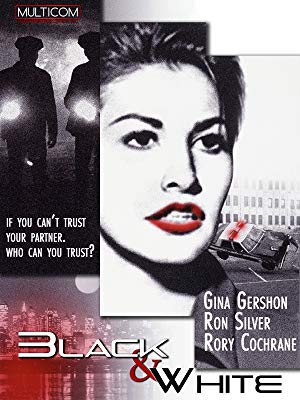 MULTICOM
IF YOU CAN'T TRUST
YOUR PARTNER.
WHO CAN YOU TRUST?
GINA GERSHON
RON SILVER
RORY COCHRANE
BLACK
& WHITE